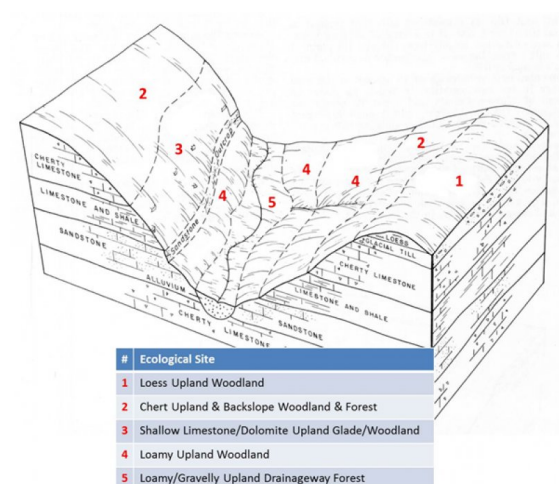 2
2
3
4
4
4
5
1
Sandstone Outcrop
CHERTY
LIMESTONE
LIMESTONE AND SHALE
SANDSTONE
ALLUVIUM
CHERTY LIMESTONE
LOESS
GLACIAL TILL
CHERTY LIMESTONE
LIMESTONE AND SHALE
SANDSTONE
# Ecological Site
1 Loess Upland Woodland
2 Chert Upland & Backslope Woodland & Forest
3 Shallow Limestone/Dolomite Upland Glade/Woodland
4 Loamy Upland Woodland
5 Loamy/Gravelly Upland Drainageway Forest